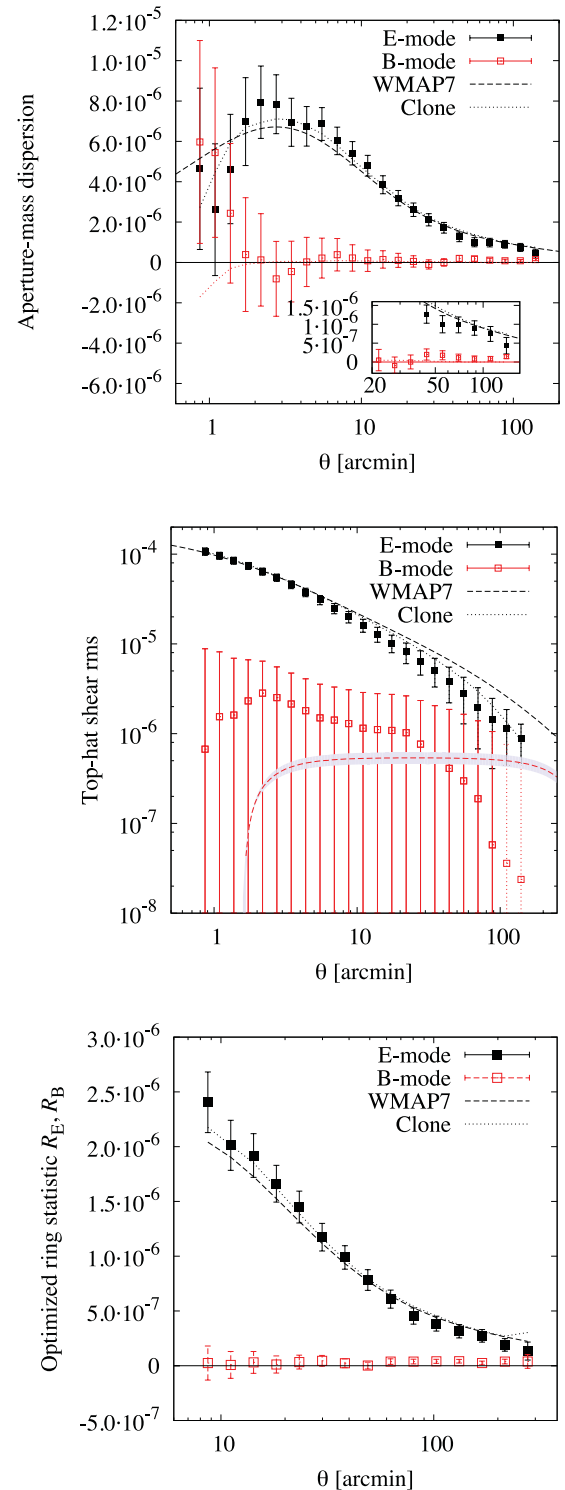 1.2·10⁻⁵
1.0·10⁻⁵
8.0·10⁻⁶
6.0·10⁻⁶
4.0·10⁻⁶
2.0·10⁻⁶
0
-2.0·10⁻⁶
-4.0·10⁻⁶
-6.0·10⁻⁶
Aperture-mass dispersion
E-mode
B-mode
WMAP7
Clone
1.5·10⁻⁶
1·10⁻⁶
5·10⁻⁷
0
20 50 100
1 10 100
θ [arcmin]
10⁻⁴
10⁻⁵
10⁻⁶
10⁻⁷
10⁻⁸
Top-hat shear rms
E-mode
B-mode
WMAP7
Clone
1 10 100
θ [arcmin]
3.0·10⁻⁶
2.5·10⁻⁶
2.0·10⁻⁶
1.5·10⁻⁶
1.0·10⁻⁶
5.0·10⁻⁷
0
-5.0·10⁻⁷
Optimized ring statistic R_E, R_B
E-mode
B-mode
WMAP7
Clone
10 100
θ [arcmin]